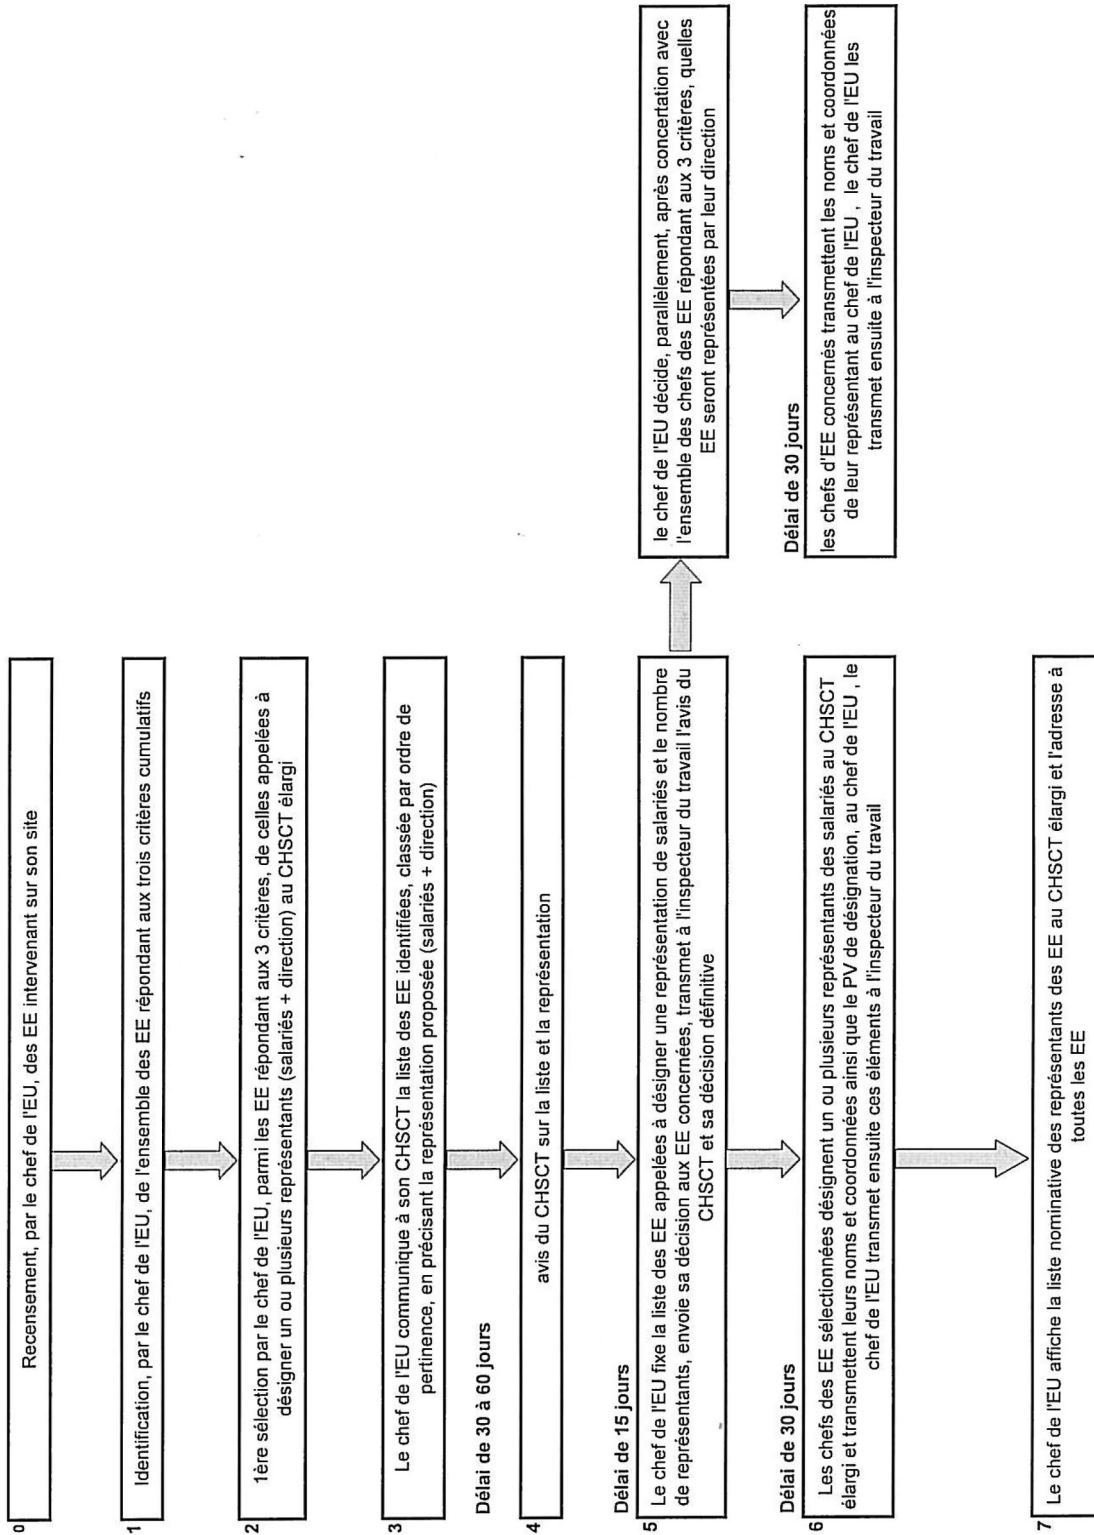 0
Recensement, par le chef de l'EU, des EE intervenant sur son site
1
Identification, par le chef de l'EU, de l'ensemble des EE répondant aux trois critères cumulatifs
2
1ère sélection par le chef de l'EU, parmi les EE répondant aux 3 critères, de celles appelées à
désigner un ou plusieurs représentants (salariés + direction) au CHSCT élargi
3
Le chef de l'EU communique à son CHSCT la liste des EE identifiées, classée par ordre de
pertinence, en précisant la représentation proposée (salariés + direction)
Délai de 30 à 60 jours
4
avis du CHSCT sur la liste et la représentation
Délai de 15 jours
5
Le chef de l'EU fixe la liste des EE appelées à désigner une représentation de salariés et le nombre
de représentants, envoie sa décision aux EE concernées, transmet à l'inspecteur du travail l'avis du
CHSCT et sa décision définitive
le chef de l'EU décide, parallèlement, après concertation avec
l'ensemble des chefs des EE répondant aux 3 critères, quelles
EE seront représentées par leur direction
Délai de 30 jours
6
Les chefs des EE sélectionnées désignent un ou plusieurs représentants des salariés au CHSCT
élargi et transmettent leurs noms et coordonnées ainsi que le PV de désignation, au chef de l'EU , le
chef de l'EU transmet ensuite ces éléments à l'inspecteur du travail
Délai de 30 jours
les chefs d'EE concernés transmettent les noms et coordonnées
de leur représentant au chef de l'EU , le chef de l'EU les
transmet ensuite à l'inspecteur du travail
7
Le chef de l'EU affiche la liste nominative des représentants des EE au CHSCT élargi et l'adresse à
toutes les EE